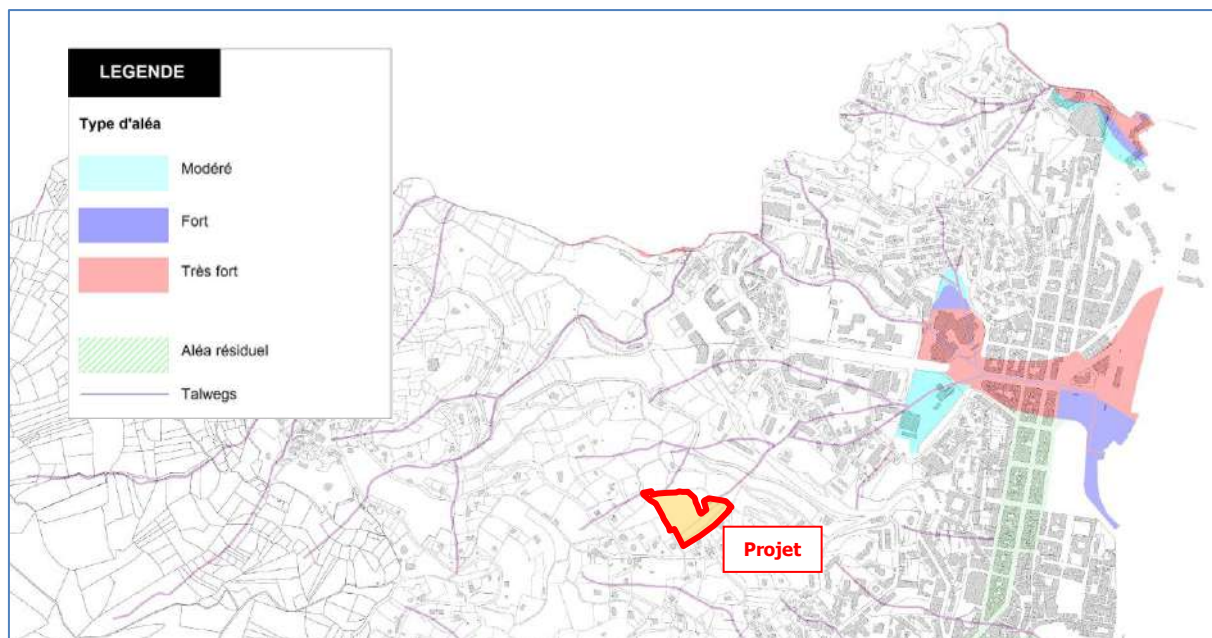 LEGENDE
Type d'aléa
Modéré
Fort
Très fort
Aléa résiduel
Talwegs
Projet